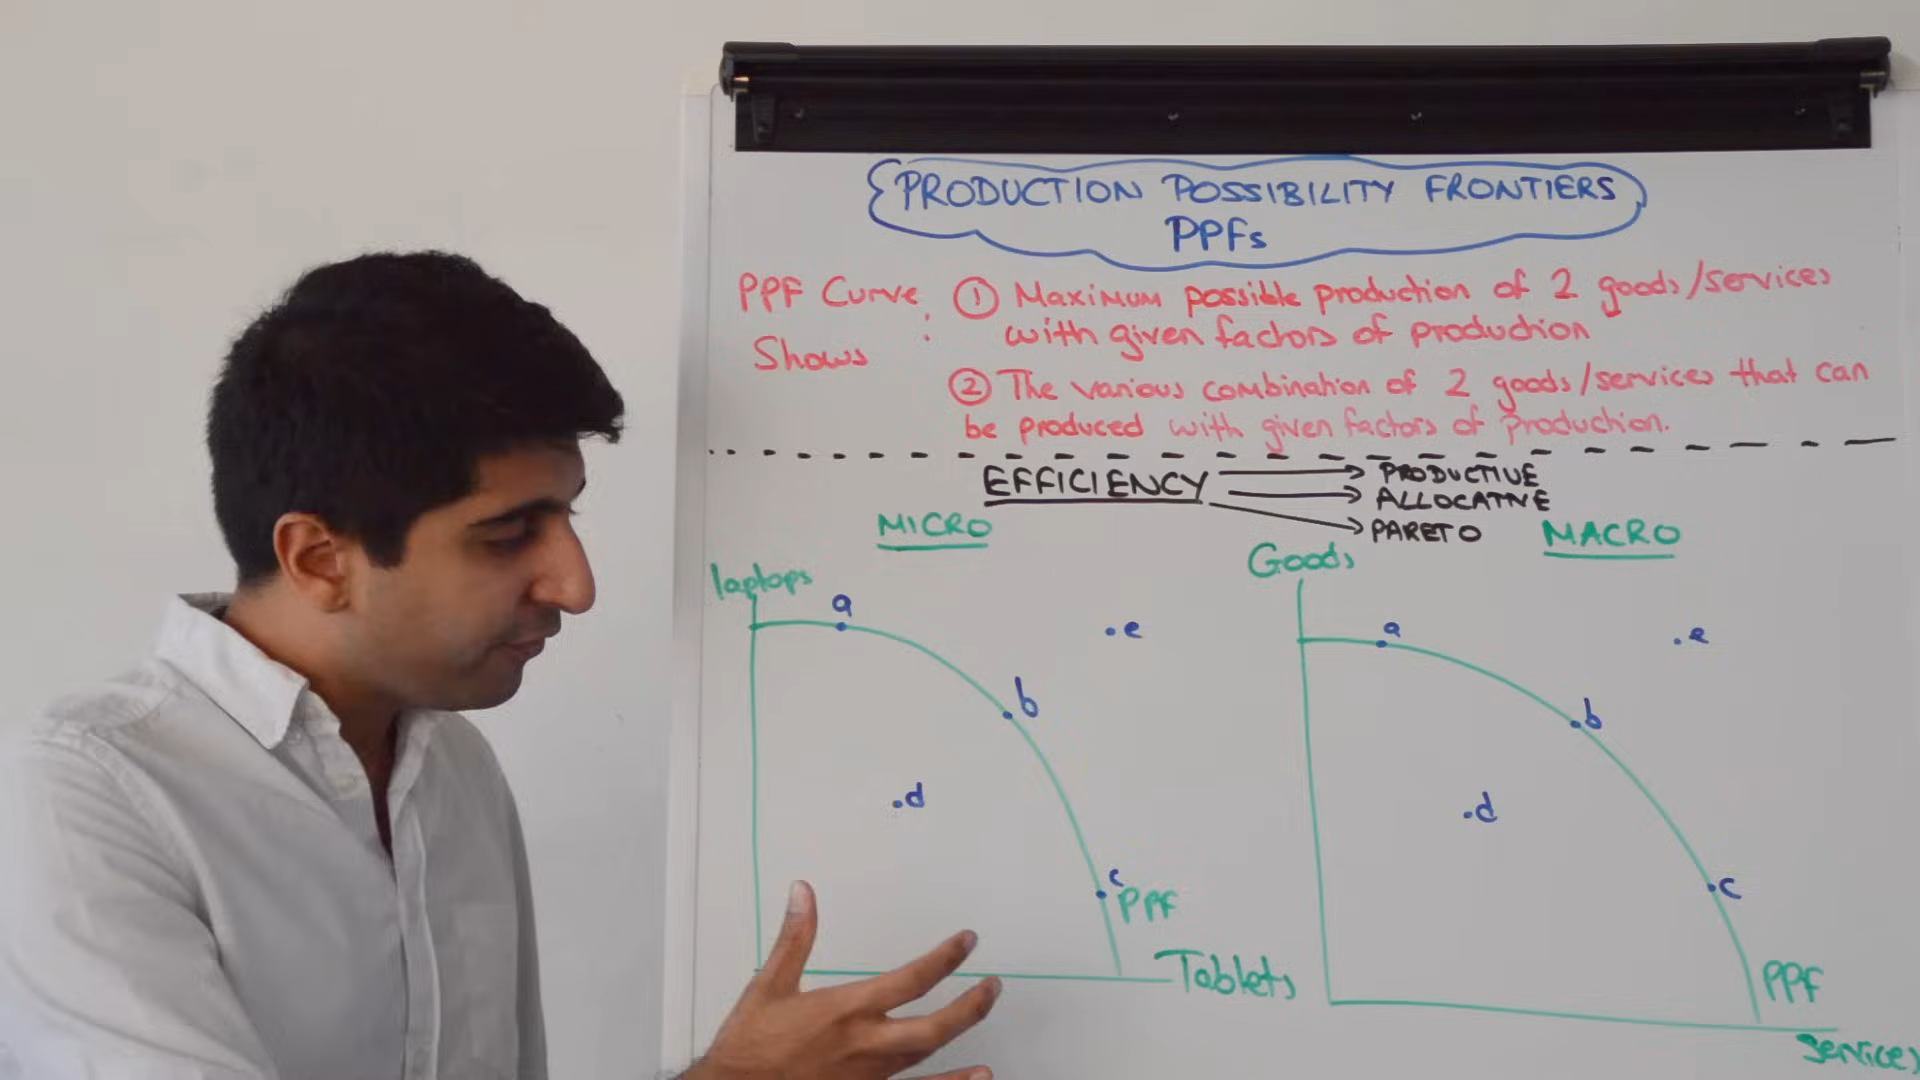 PRODUCTION POSSIBILITY FRONTIERS
PPFs
PPF Curve Shows :
① Maximum possible production of 2 goods/services
with given factors of production
② The various combination of 2 goods/services that can
be produced with given factors of production.
EFFICIENCY
PRODUCTIVE
ALLOCATIVE
PARETO
MICRO
laptops
a
b
c
d
e
PPF
Tablets
MACRO
Goods
a
b
c
d
e
PPF
Services